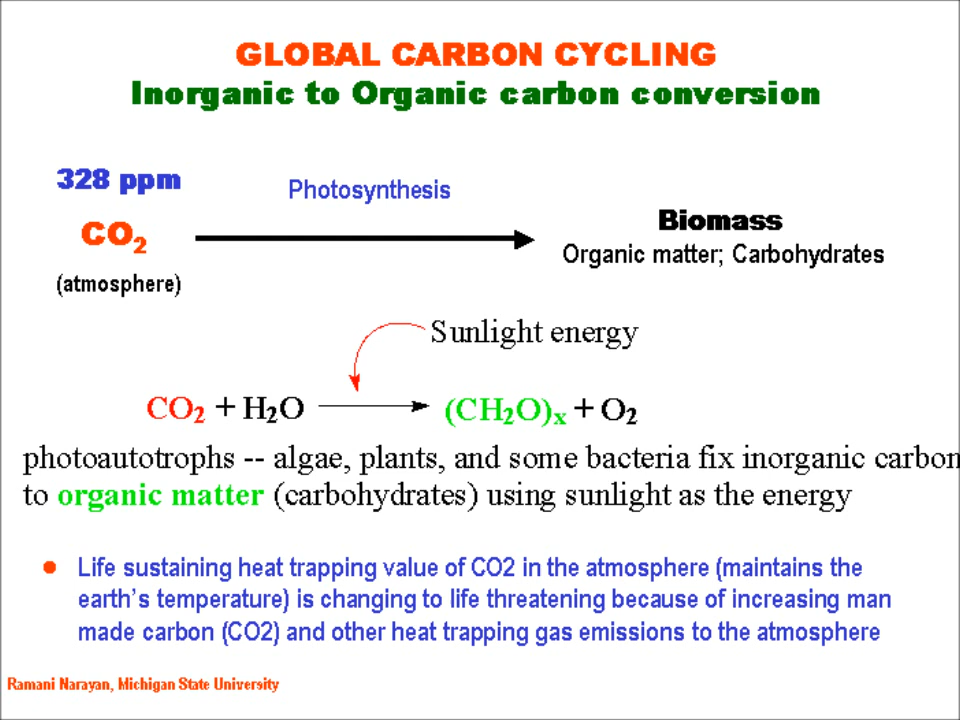 GLOBAL CARBON CYCLING
Inorganic to Organic carbon conversion
328 ppm
Photosynthesis
CO₂
(atmosphere)
Biomass
Organic matter; Carbohydrates
Sunlight energy
CO₂ + H₂O (CH₂O)ₓ + O₂
photoautotrophs -- algae, plants, and some bacteria fix inorganic carbon
to organic matter (carbohydrates) using sunlight as the energy
• Life sustaining heat trapping value of CO2 in the atmosphere (maintains the
earth's temperature) is changing to life threatening because of increasing man
made carbon (CO2) and other heat trapping gas emissions to the atmosphere
Ramani Narayan, Michigan State University